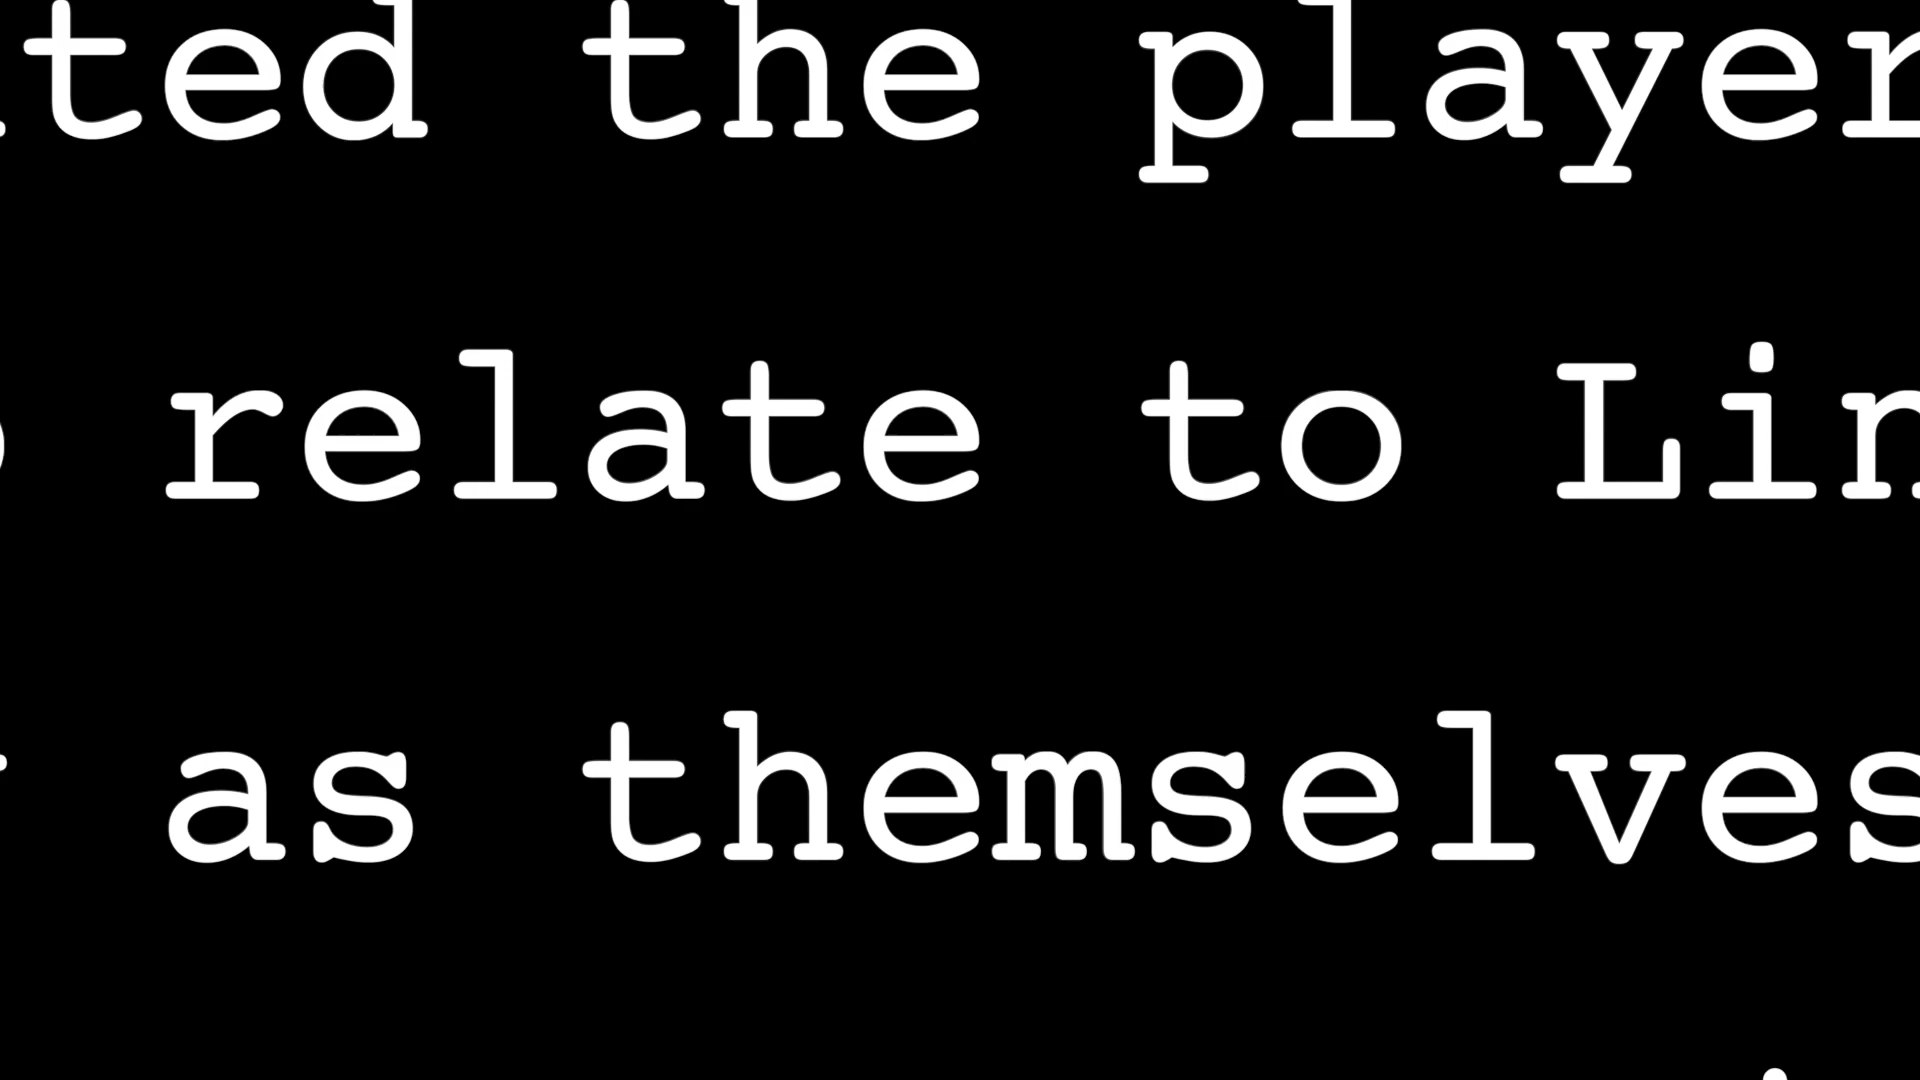 ted the player
relate to Lin
as themselves